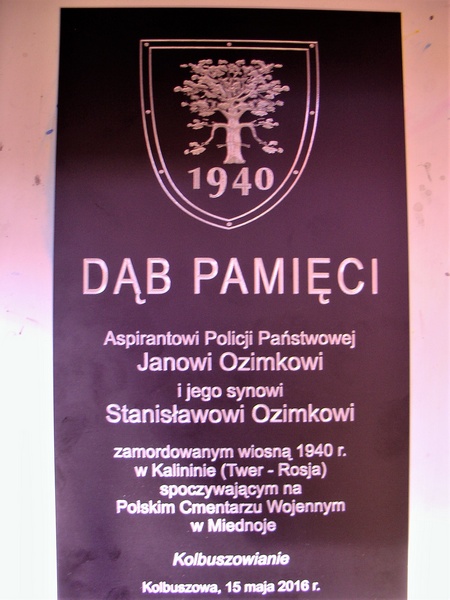 1940
DĄB PAMIĘCI
Aspirantowi Policji Państwowej
Janowi Ozimkowi
i jego synowi
Stanisławowi Ozimkowi
zamordowanym wiosną 1940 r.
w Kalininie (Twer - Rosja)
spoczywającym na
Polskim Cmentarzu Wojennym
w Miednoje
Kolbuszowianie
Kolbuszowa, 15 maja 2016 r.